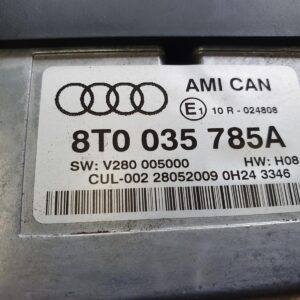 AMI CAN
E1 10 R - 024808
8T0 035 785A
SW: V280 005000 HW: H08
CUL-002 28052009 0H24 3346